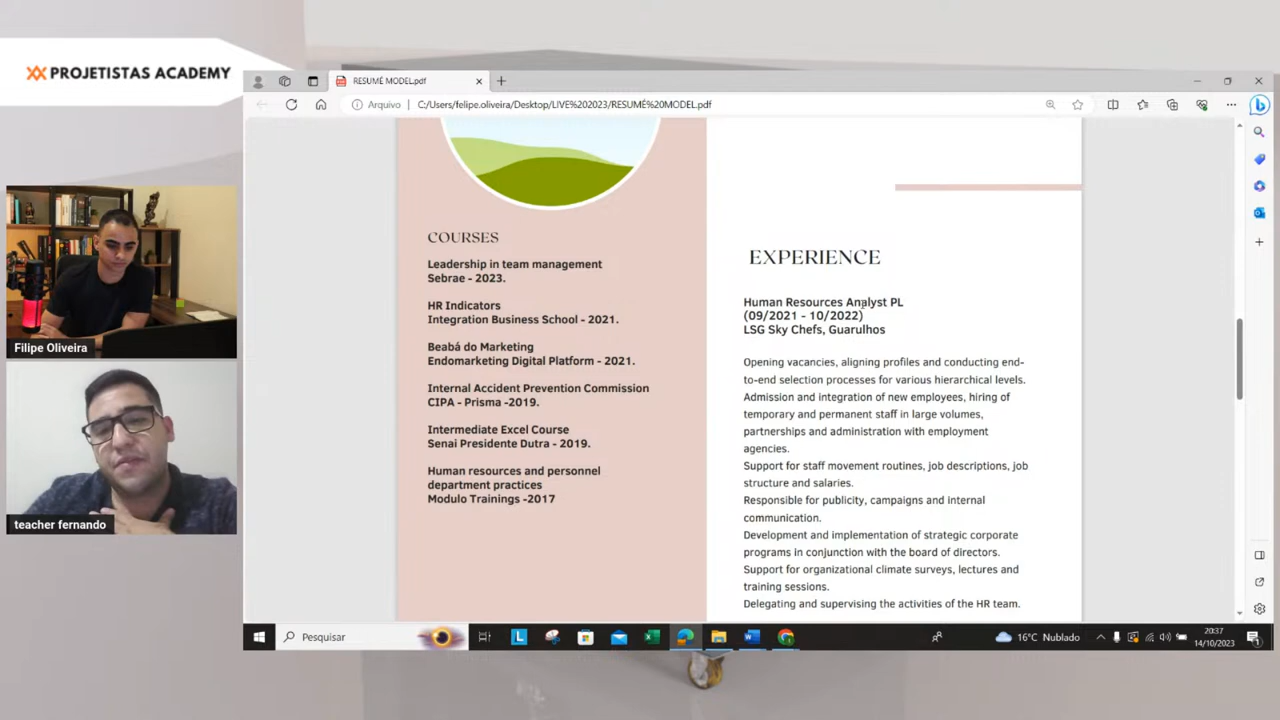 PROJETISTAS ACADEMY
RESUMÉ MODEL.pdf
Arquivo
C:/Users/felipe.oliveira/Desktop/LIVE%202023/RESUMÉ%20MODEL.pdf
COURSES
Leadership in team management
Sebrae - 2023.
HR Indicators
Integration Business School - 2021.
Beabá do Marketing
Endomarketing Digital Platform - 2021.
Internal Accident Prevention Commission
CIPA - Prisma -2019.
Intermediate Excel Course
Senai Presidente Dutra - 2019.
Human resources and personnel
department practices
Modulo Trainings -2017
EXPERIENCE
Human Resources Analyst PL
(09/2021 - 10/2022)
LSG Sky Chefs, Guarulhos
Opening vacancies, aligning profiles and conducting end-
to-end selection processes for various hierarchical levels.
Admission and integration of new employees, hiring of
temporary and permanent staff in large volumes,
partnerships and administration with employment
agencies.
Support for staff movement routines, job descriptions, job
structure and salaries.
Responsible for publicity, campaigns and internal
communication.
Development and implementation of strategic corporate
programs in conjunction with the board of directors.
Support for organizational climate surveys, lectures and
training sessions.
Delegating and supervising the activities of the HR team.
Filipe Oliveira
teacher fernando
Pesquisar
L
16°C Nublado
20:37
14/10/2023
1